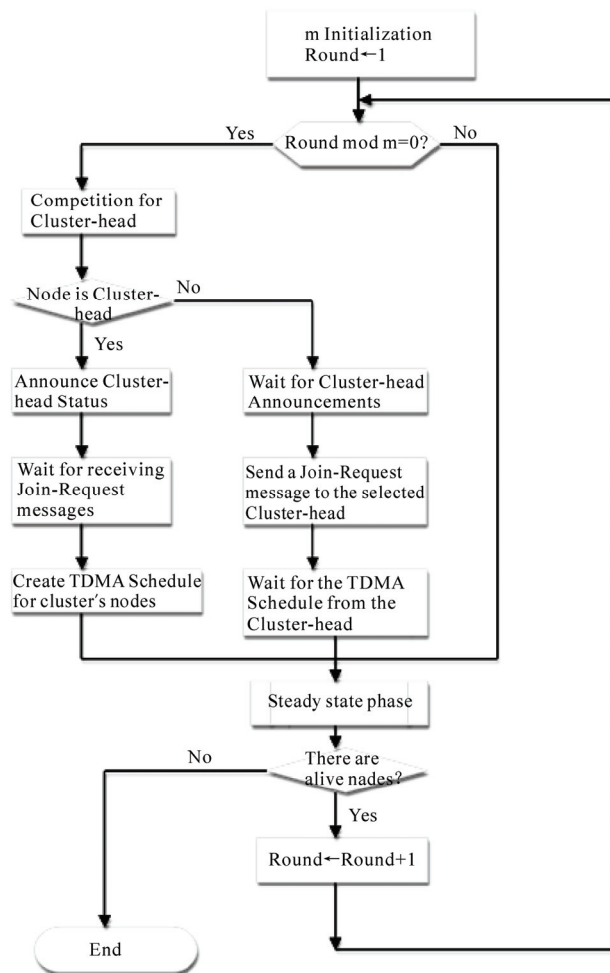 m Initialization
Round←1
Yes
Round mod m=0?
No
Competition for
Cluster-head
Node is Cluster-
head
No
Yes
Announce Cluster-
head Status
Wait for Cluster-head
Announcements
Wait for receiving
Join-Request
messages
Send a Join-Request
message to the selected
Cluster-head
Create TDMA Schedule
for cluster's nodes
Wait for the TDMA
Schedule from the
Cluster-head
Steady state phase
There are
alive nodes?
No
Yes
Round←Round+1
End